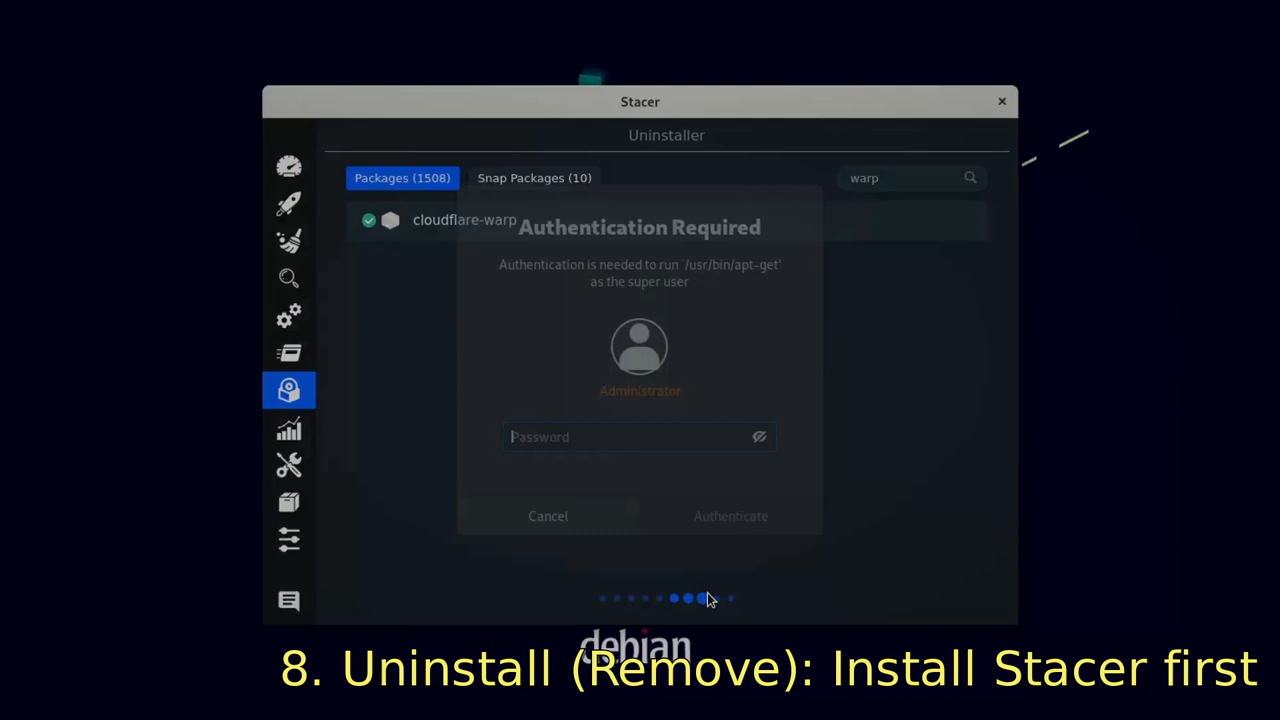 Stacer
Uninstaller
Packages (1508)
Snap Packages (10)
warp
cloudflare-warp
Authentication Required
Authentication is needed to run `/usr/bin/apt-get'
as the super user
Administrator
Password
Cancel
Authenticate
debian
8. Uninstall (Remove): Install Stacer first